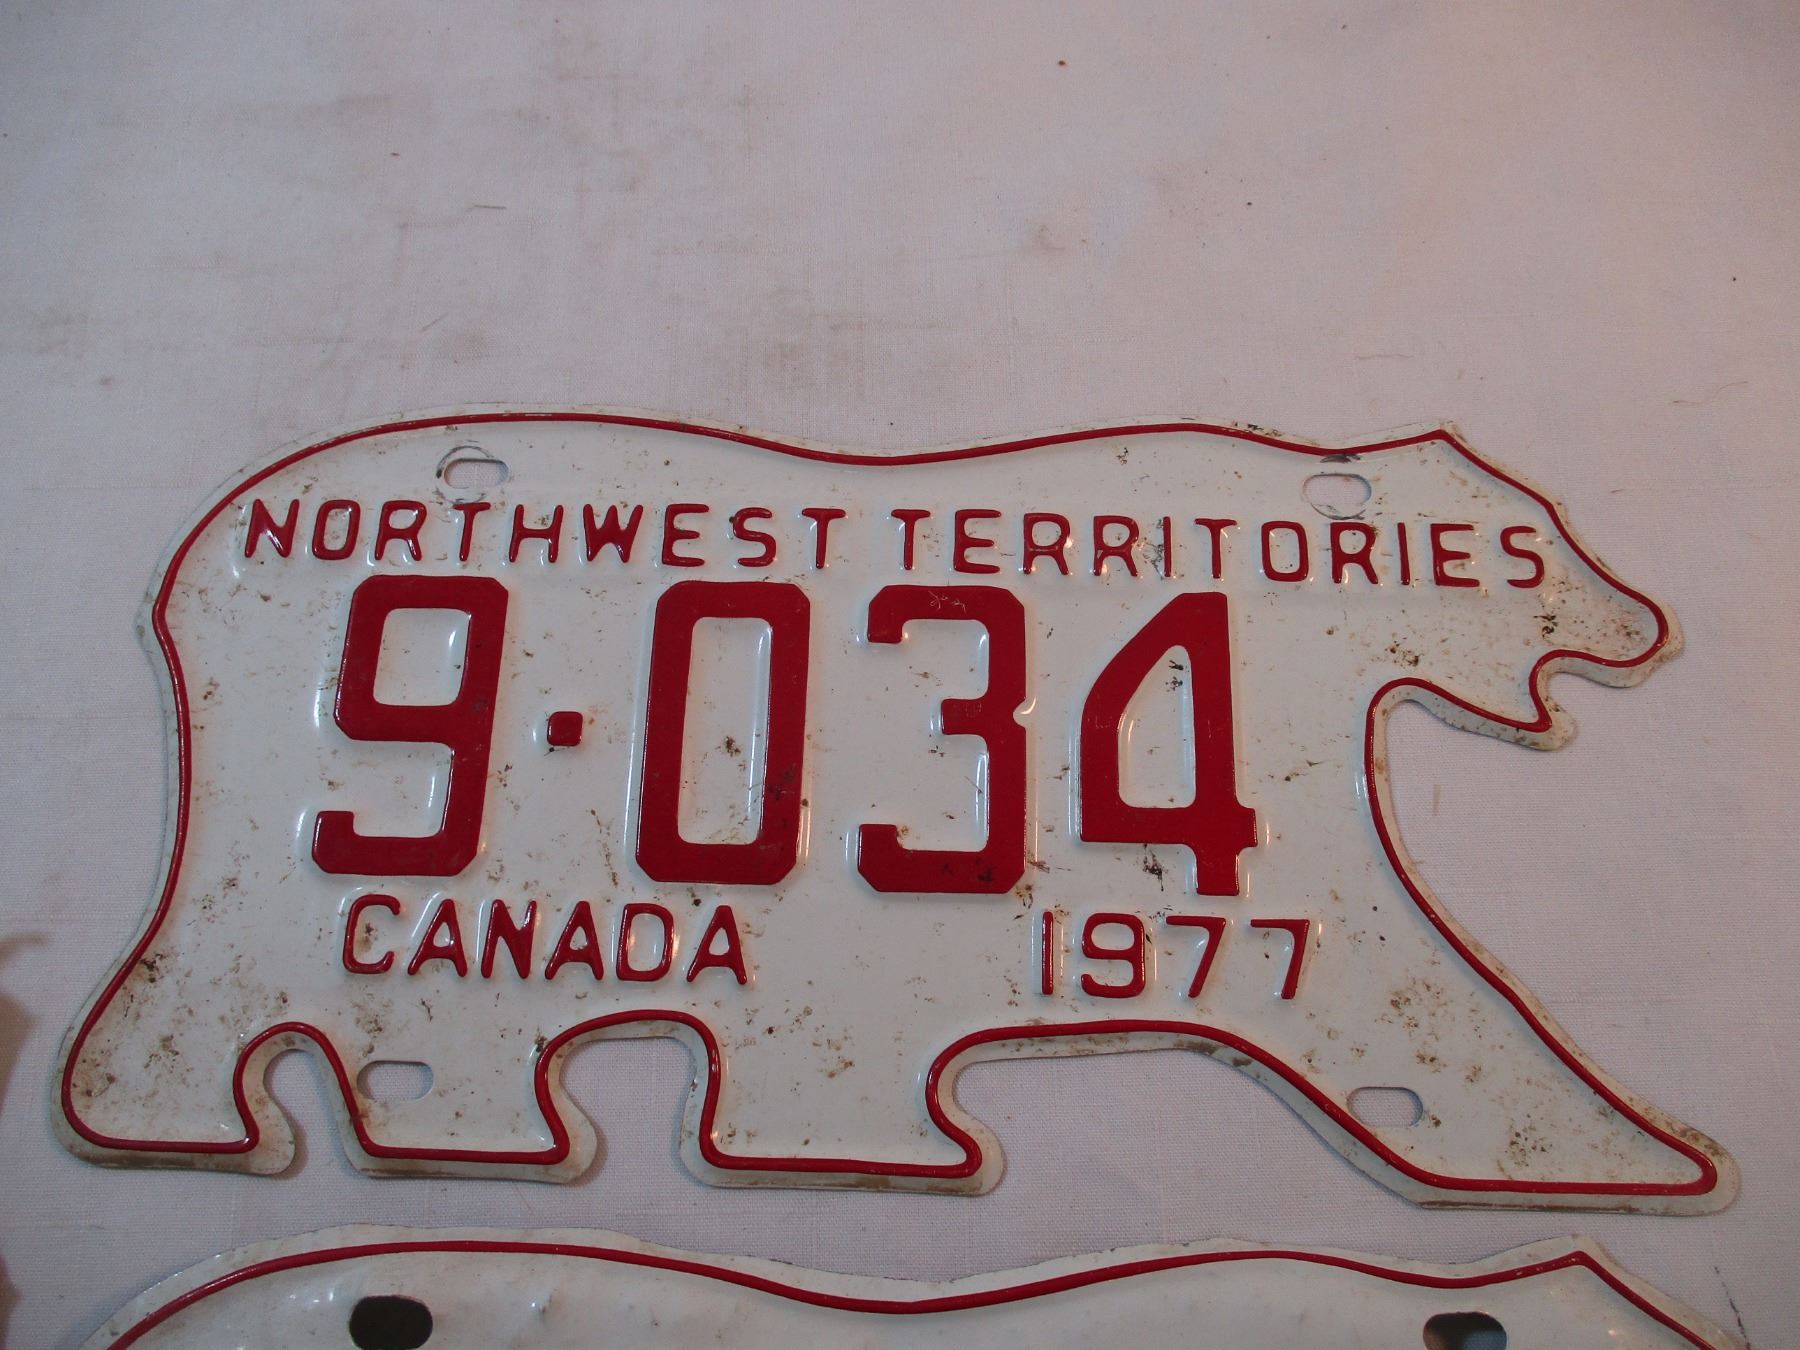 NORTHWEST TERRITORIES
9·034
CANADA 1977